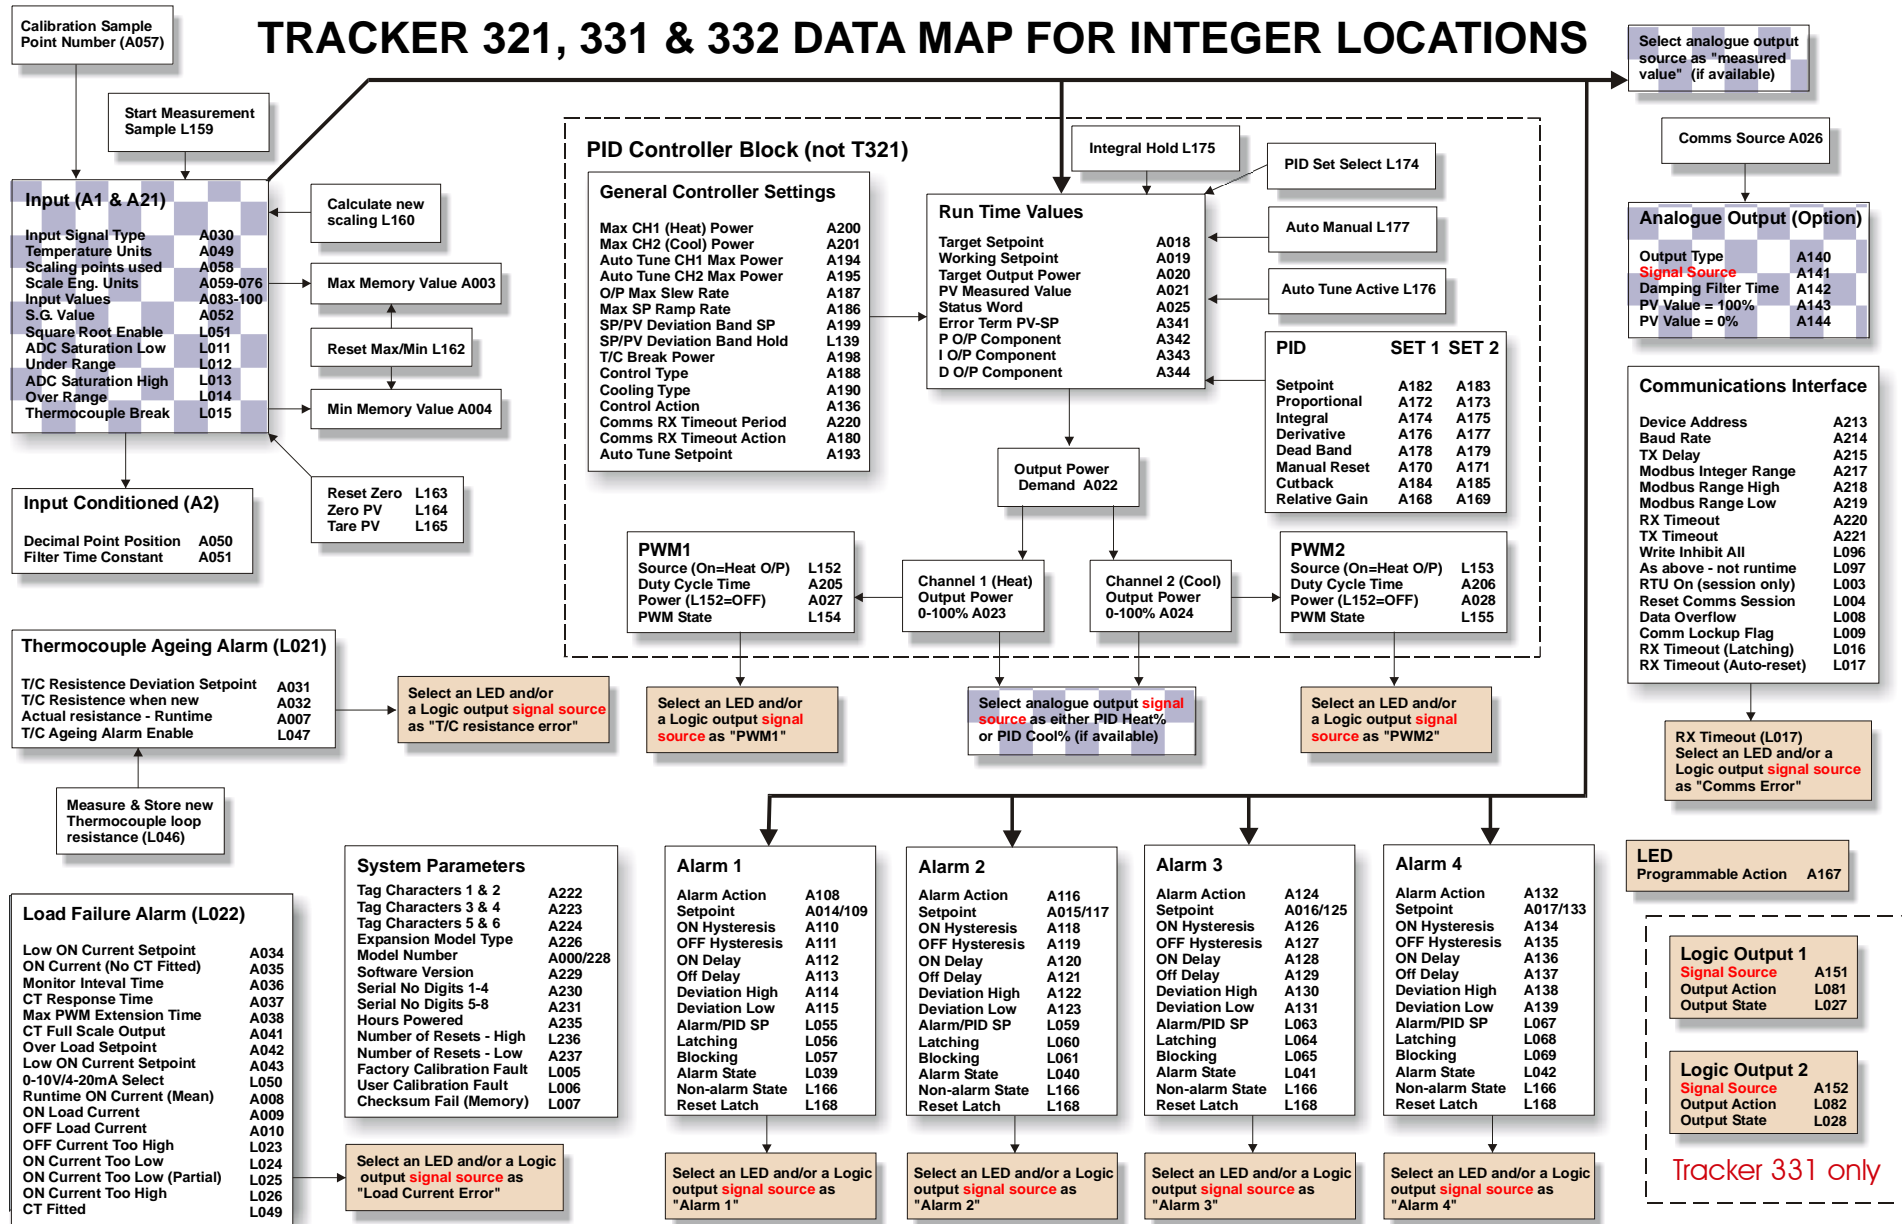 TRACKER 321, 331 & 332 DATA MAP FOR INTEGER LOCATIONS
Calibration Sample
Point Number (A057)
Start Measurement
Sample L159
Input (A1 & A21)
Input Signal Type A030
Temperature Units A049
Scaling points used A058
Scale Eng. Units A059-076
Input Values A083-100
S.G. Value A052
Square Root Enable L051
ADC Saturation Low L011
Under Range L012
ADC Saturation High L013
Over Range L014
Thermocouple Break L015
Calculate new
scaling L160
Max Memory Value A003
Reset Max/Min L162
Min Memory Value A004
Reset Zero L163
Zero PV L164
Tare PV L165
Input Conditioned (A2)
Decimal Point Position A050
Filter Time Constant A051
Thermocouple Ageing Alarm (L021)
T/C Resistence Deviation Setpoint A031
T/C Resistence when new A032
Actual resistance - Runtime A007
T/C Ageing Alarm Enable L047
Select an LED and/or
a Logic output signal source
as "T/C resistance error"
Measure & Store new
Thermocouple loop
resistance (L046)
Load Failure Alarm (L022)
Low ON Current Setpoint A034
ON Current (No CT Fitted) A035
Monitor Inteval Time A036
CT Response Time A037
Max PWM Extension Time A038
CT Full Scale Output A041
Over Load Setpoint A042
Low ON Current Setpoint A043
0-10V/4-20mA Select L050
Runtime ON Current (Mean) A008
ON Load Current A009
OFF Load Current A010
OFF Current Too High L023
ON Current Too Low L024
ON Current Too Low (Partial) L025
ON Current Too High L026
CT Fitted L049
System Parameters
Tag Characters 1 & 2 A222
Tag Characters 3 & 4 A223
Tag Characters 5 & 6 A224
Expansion Model Type A226
Model Number A000/228
Software Version A229
Serial No Digits 1-4 A230
Serial No Digits 5-8 A231
Hours Powered A235
Number of Resets - High L236
Number of Resets - Low A237
Factory Calibration Fault L005
User Calibration Fault L006
Checksum Fail (Memory) L007
Select an LED and/or a Logic
output signal source as
"Load Current Error"
PID Controller Block (not T321)
General Controller Settings
Max CH1 (Heat) Power A200
Max CH2 (Cool) Power A201
Auto Tune CH1 Max Power A194
Auto Tune CH2 Max Power A195
O/P Max Slew Rate A187
Max SP Ramp Rate A186
SP/PV Deviation Band SP A199
SP/PV Deviation Band Hold L139
T/C Break Power A198
Control Type A188
Cooling Type A190
Control Action A136
Comms RX Timeout Period A220
Comms RX Timeout Action A180
Auto Tune Setpoint A193
Integral Hold L175
PID Set Select L174
Auto Manual L177
Auto Tune Active L176
Run Time Values
Target Setpoint A018
Working Setpoint A019
Target Output Power A020
PV Measured Value A021
Status Word A025
Error Term PV-SP A341
P O/P Component A342
I O/P Component A343
D O/P Component A344
PID SET 1 SET 2
Setpoint A182 A183
Proportional A172 A173
Integral A174 A175
Derivative A176 A177
Dead Band A178 A179
Manual Reset A170 A171
Cutback A184 A185
Relative Gain A168 A169
Output Power
Demand A022
PWM1
Source (On=Heat O/P) L152
Duty Cycle Time A205
Power (L152=OFF) A027
PWM State L154
Channel 1 (Heat)
Output Power
0-100% A023
Channel 2 (Cool)
Output Power
0-100% A024
PWM2
Source (On=Heat O/P) L153
Duty Cycle Time A206
Power (L152=OFF) A028
PWM State L155
Select an LED and/or
a Logic output signal
source as "PWM1"
Select analogue output signal
source as either PID Heat%
or PID Cool% (if available)
Select an LED and/or
a Logic output signal
source as "PWM2"
Alarm 1
Alarm Action A108
Setpoint A014/109
ON Hysteresis A110
OFF Hysteresis A111
ON Delay A112
Off Delay A113
Deviation High A114
Deviation Low A115
Alarm/PID SP L055
Latching L056
Blocking L057
Alarm State L039
Non-alarm State L166
Reset Latch L168
Select an LED and/or a Logic
output signal source as
"Alarm 1"
Alarm 2
Alarm Action A116
Setpoint A015/117
ON Hysteresis A118
OFF Hysteresis A119
ON Delay A120
Off Delay A121
Deviation High A122
Deviation Low A123
Alarm/PID SP L059
Latching L060
Blocking L061
Alarm State L040
Non-alarm State L166
Reset Latch L168
Select an LED and/or a Logic
output signal source as
"Alarm 2"
Alarm 3
Alarm Action A124
Setpoint A016/125
ON Hysteresis A126
OFF Hysteresis A127
ON Delay A128
Off Delay A129
Deviation High A130
Deviation Low A131
Alarm/PID SP L063
Latching L064
Blocking L065
Alarm State L041
Non-alarm State L166
Reset Latch L168
Select an LED and/or a Logic
output signal source as
"Alarm 3"
Alarm 4
Alarm Action A132
Setpoint A017/133
ON Hysteresis A134
OFF Hysteresis A135
ON Delay A136
Off Delay A137
Deviation High A138
Deviation Low A139
Alarm/PID SP L067
Latching L068
Blocking L069
Alarm State L042
Non-alarm State L166
Reset Latch L168
Select an LED and/or a Logic
output signal source as
"Alarm 4"
Select analogue output
source as "measured
value" (if available)
Comms Source A026
Analogue Output (Option)
Output Type A140
Signal Source A141
Damping Filter Time A142
PV Value = 100% A143
PV Value = 0% A144
Communications Interface
Device Address A213
Baud Rate A214
TX Delay A215
Modbus Integer Range A217
Modbus Range High A218
Modbus Range Low A219
RX Timeout A220
TX Timeout A221
Write Inhibit All L096
As above - not runtime L097
RTU On (session only) L003
Reset Comms Session L004
Data Overflow L008
Comm Lockup Flag L009
RX Timeout (Latching) L016
RX Timeout (Auto-reset) L017
RX Timeout (L017)
Select an LED and/or a
Logic output signal source
as "Comms Error"
LED
Programmable Action A167
Logic Output 1
Signal Source A151
Output Action L081
Output State L027
Logic Output 2
Signal Source A152
Output Action L082
Output State L028
Tracker 331 only